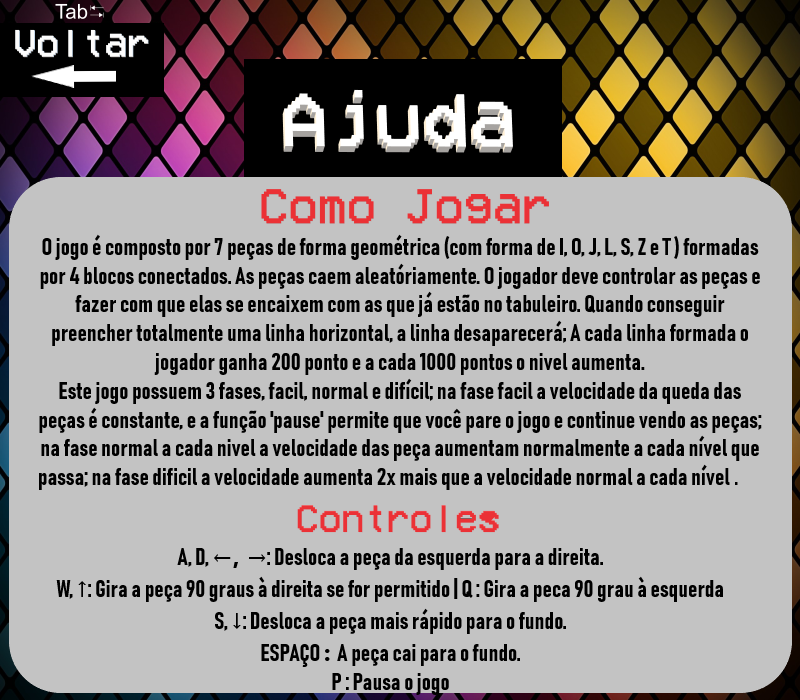 Tab
Voltar
Ajuda
Como Jogar
O jogo é composto por 7 peças de forma geométrica (com forma de I, O, J, L, S, Z e T) formadas
por 4 blocos conectados. As peças caem aleatóriamente. O jogador deve controlar as peças e
fazer com que elas se encaixem com as que já estão no tabuleiro. Quando conseguir
preencher totalmente uma linha horizontal, a linha desaparecerá; A cada linha formada o
jogador ganha 200 ponto e a cada 1000 pontos o nivel aumenta.
Este jogo possuem 3 fases, facil, normal e difícil; na fase facil a velocidade da queda das
peças é constante, e a função 'pause' permite que você pare o jogo e continue vendo as peças;
na fase normal a cada nivel a velocidade das peça aumentam normalmente a cada nível que
passa; na fase dificil a velocidade aumenta 2x mais que a velocidade normal a cada nível .
Controles
A, D, ←, →: Desloca a peça da esquerda para a direita.
W, ↑: Gira a peça 90 graus à direita se for permitido | Q : Gira a peca 90 grau à esquerda
S, ↓: Desloca a peça mais rápido para o fundo.
ESPAÇO : A peça cai para o fundo.
P : Pausa o jogo